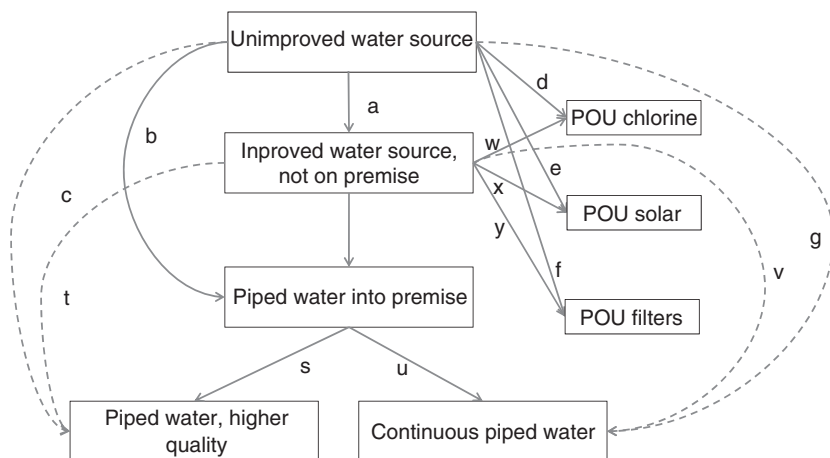 Unimproved water source
d
a
b
POU chlorine
w
Inproved water source,
not on premise
e
x
c
POU solar
y
g
f
v
Piped water into premise
t
POU filters
s
u
Piped water, higher
quality
Continuous piped water